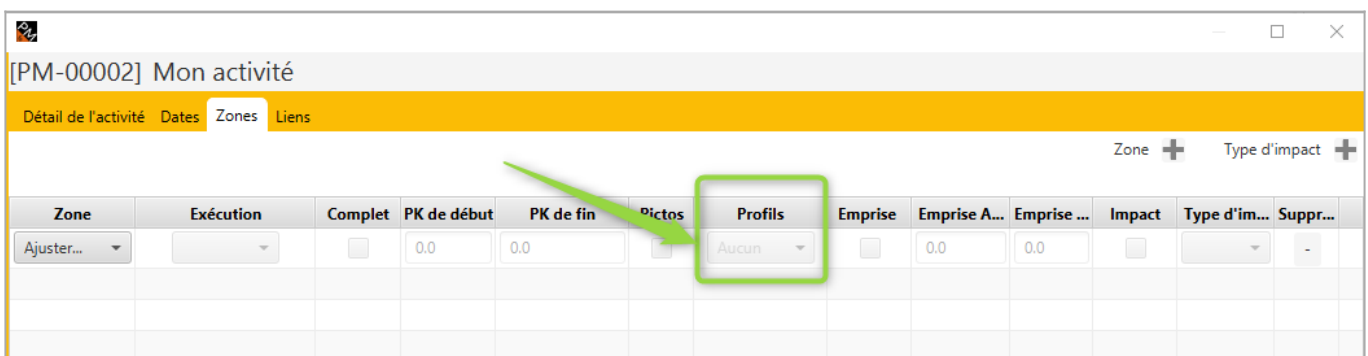 PM
[PM-00002] Mon activité
Détail de l'activité Dates Zones Liens
Zone + Type d'impact +
Zone Exécution Complet PK de début PK de fin Pictos Profils Emprise Emprise A... Emprise ... Impact Type d'im... Suppr...
Ajuster... 0.0 0.0 Aucun 0.0 0.0 -